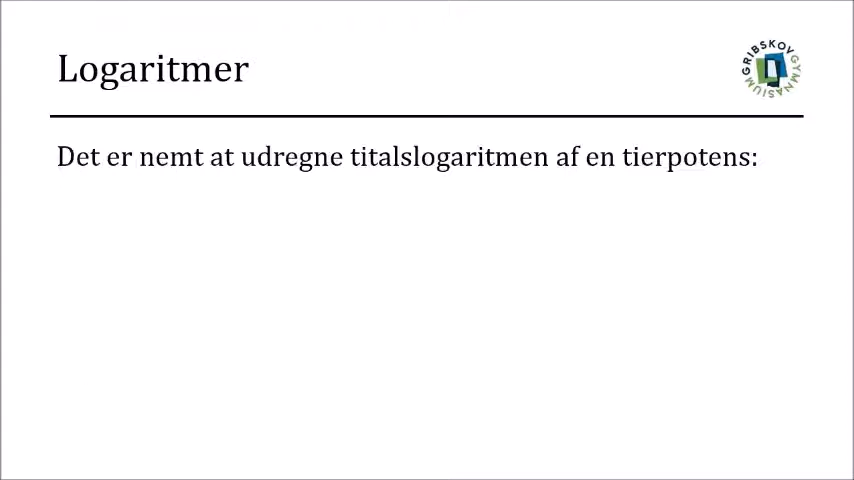 Logaritmer
GRIBSKOV GYMNASIUM
Det er nemt at udregne titalslogaritmen af en tierpotens: